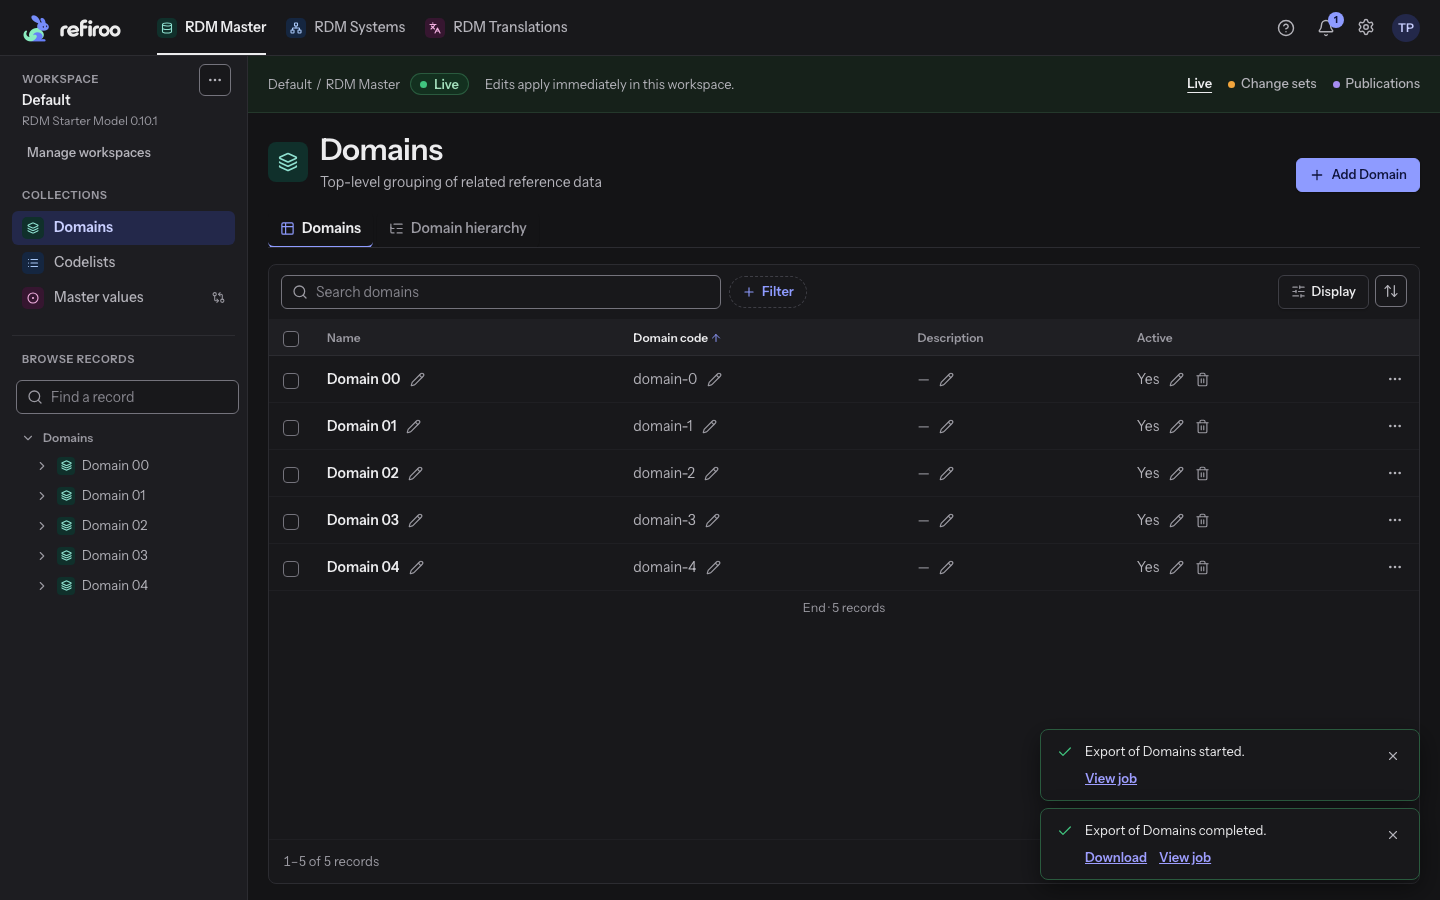 refiroo
RDM Master
RDM Systems
RDM Translations
1
TP
WORKSPACE
Default
RDM Starter Model 0.10.1
Manage workspaces
COLLECTIONS
Domains
Codelists
Master values
BROWSE RECORDS
Find a record
Domains
Domain 00
Domain 01
Domain 02
Domain 03
Domain 04
Default / RDM Master
Live
Edits apply immediately in this workspace.
Live
Change sets
Publications
Domains
Top-level grouping of related reference data
Add Domain
Domains
Domain hierarchy
Search domains
Filter
Display
Name Domain code Description Active
Domain 00 domain-0 — Yes
Domain 01 domain-1 — Yes
Domain 02 domain-2 — Yes
Domain 03 domain-3 — Yes
Domain 04 domain-4 — Yes
End · 5 records
1–5 of 5 records
Export of Domains started.
View job
Export of Domains completed.
Download View job